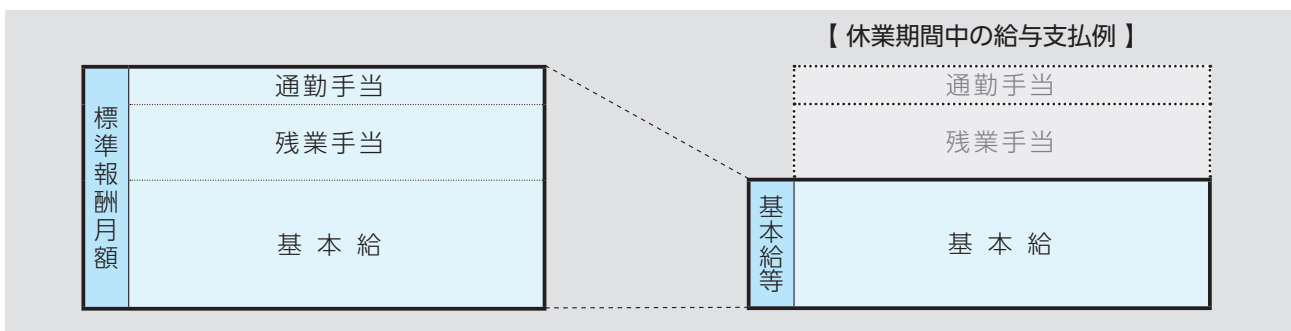 【 休業期間中の給与支払例 】
標準報酬月額
通勤手当
残業手当
基本給
基本給等
通勤手当
残業手当
基本給